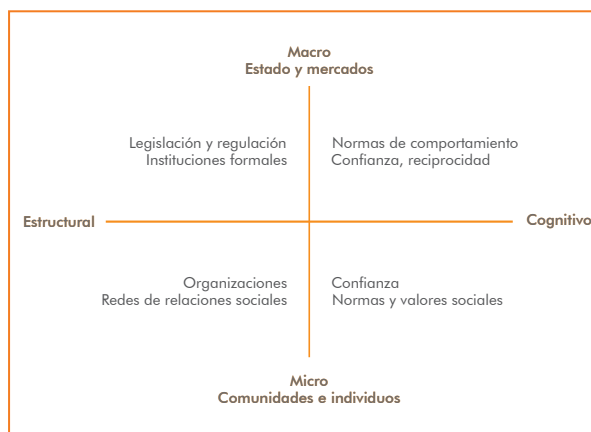 Macro
Estado y mercados
Legislación y regulación
Instituciones formales
Normas de comportamiento
Confianza, reciprocidad
Estructural
Cognitivo
Organizaciones
Redes de relaciones sociales
Confianza
Normas y valores sociales
Micro
Comunidades e individuos